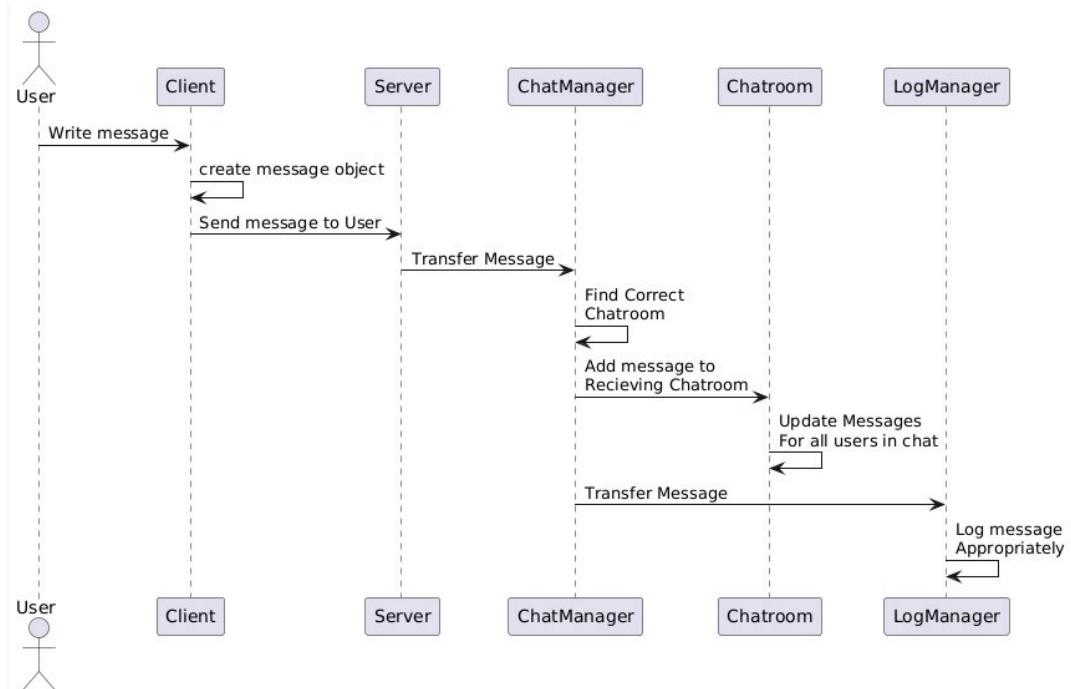 User
Client
Server
ChatManager
Chatroom
LogManager
Write message
create message object
Send message to User
Transfer Message
Find Correct
Chatroom
Add message to
Recieving Chatroom
Update Messages
For all users in chat
Transfer Message
Log message
Appropriately
User
Client
Server
ChatManager
Chatroom
LogManager